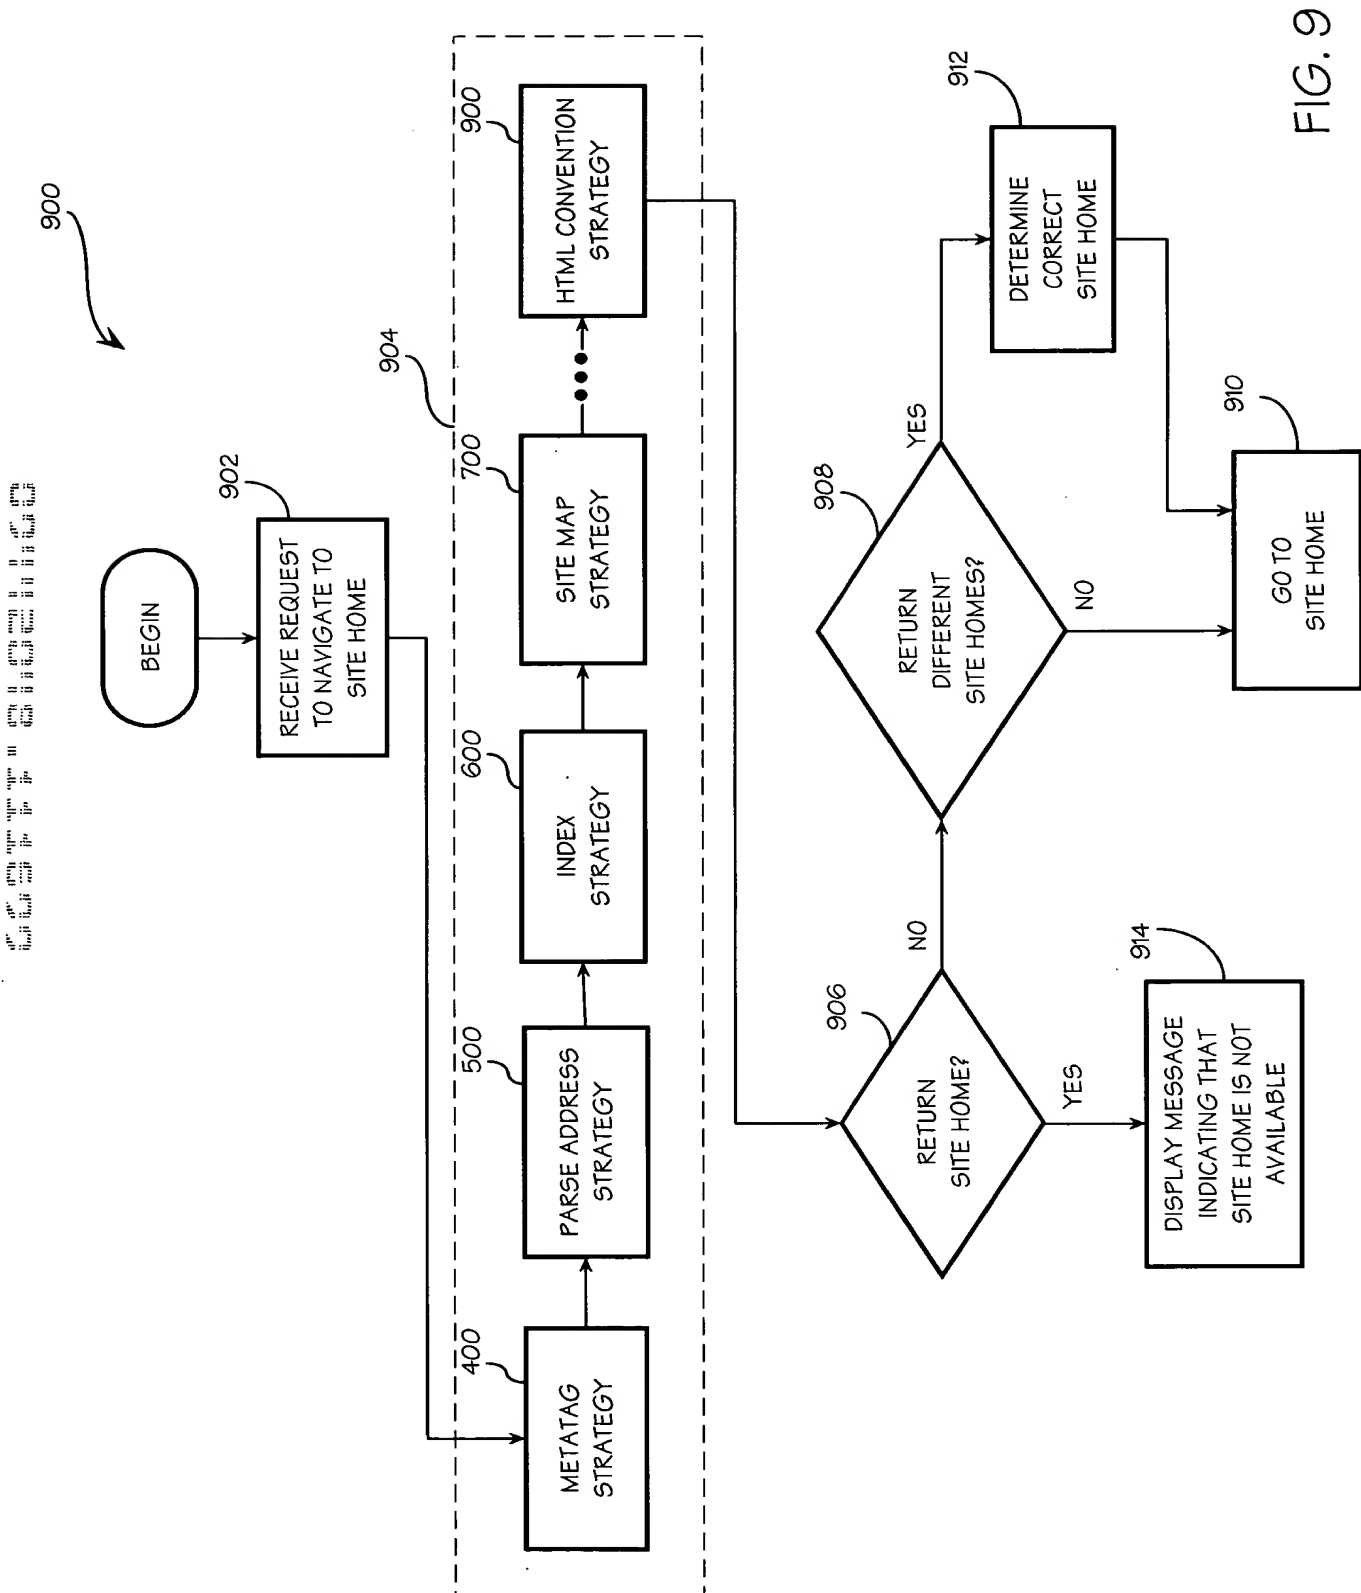 900
BEGIN
902
RECEIVE REQUEST
TO NAVIGATE TO
SITE HOME
904
400
METATAG
STRATEGY
500
PARSE ADDRESS
STRATEGY
600
INDEX
STRATEGY
700
SITE MAP
STRATEGY
900
HTML CONVENTION
STRATEGY
906
RETURN
SITE HOME?
NO
YES
914
DISPLAY MESSAGE
INDICATING THAT
SITE HOME IS NOT
AVAILABLE
908
RETURN
DIFFERENT
SITE HOMES?
YES
NO
912
DETERMINE
CORRECT
SITE HOME
910
GO TO
SITE HOME
FIG. 9